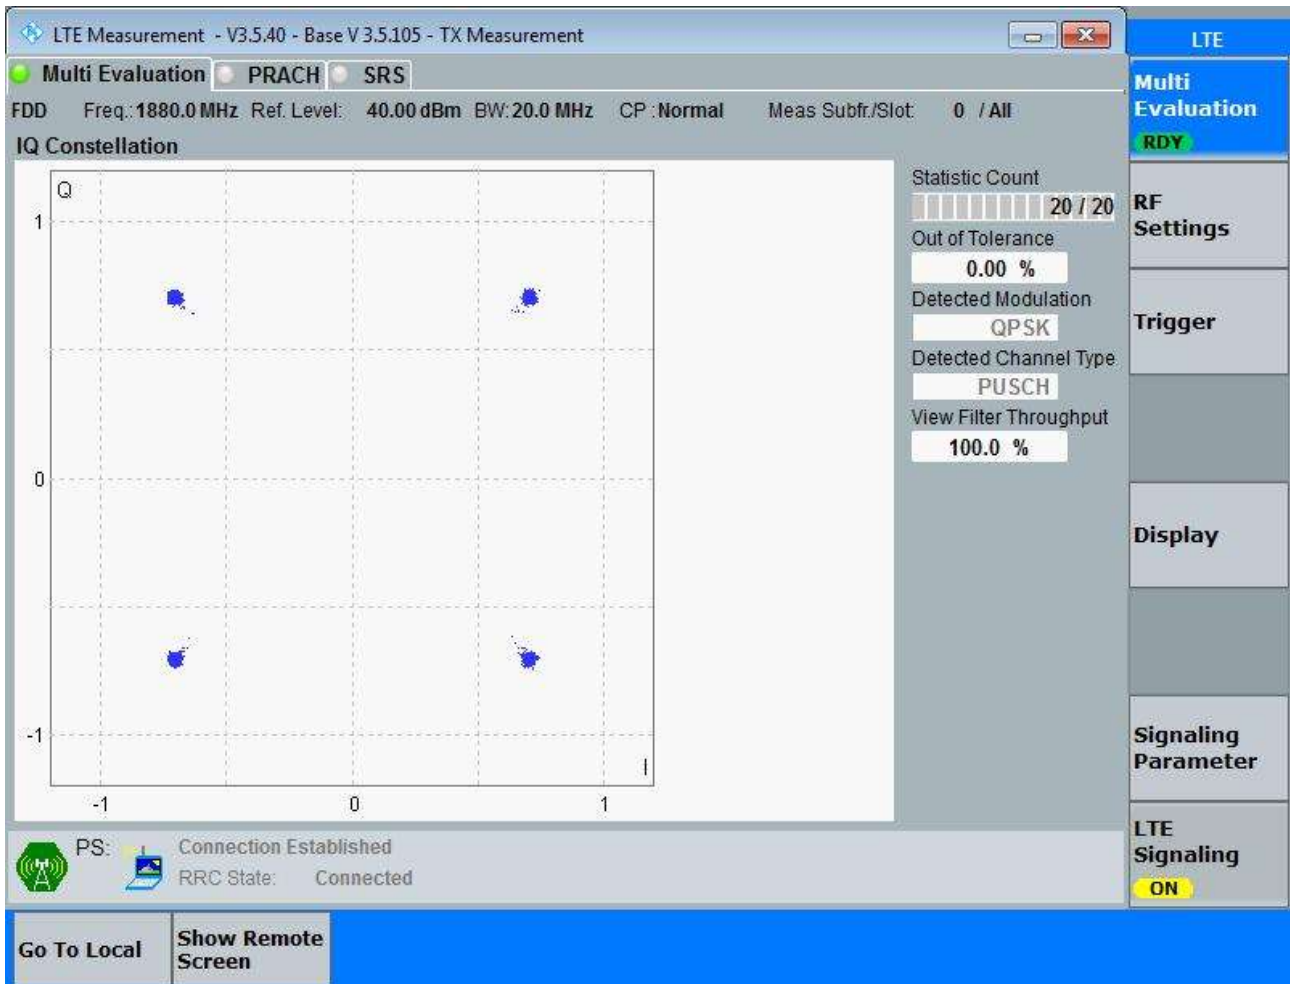 LTE Measurement - V3.5.40 - Base V 3.5.105 - TX Measurement
LTE
Multi Evaluation PRACH SRS
FDD Freq.: 1880.0 MHz Ref. Level: 40.00 dBm BW: 20.0 MHz CP : Normal Meas Subfr./Slot: 0 / All
IQ Constellation
Q
1
0
-1
I
-1 0 1
Statistic Count
20 / 20
Out of Tolerance
0.00 %
Detected Modulation
QPSK
Detected Channel Type
PUSCH
View Filter Throughput
100.0 %
Multi
Evaluation
RDY
RF
Settings
Trigger
Display
Signaling
Parameter
LTE
Signaling
ON
PS: Connection Established
RRC State: Connected
Go To Local
Show Remote
Screen